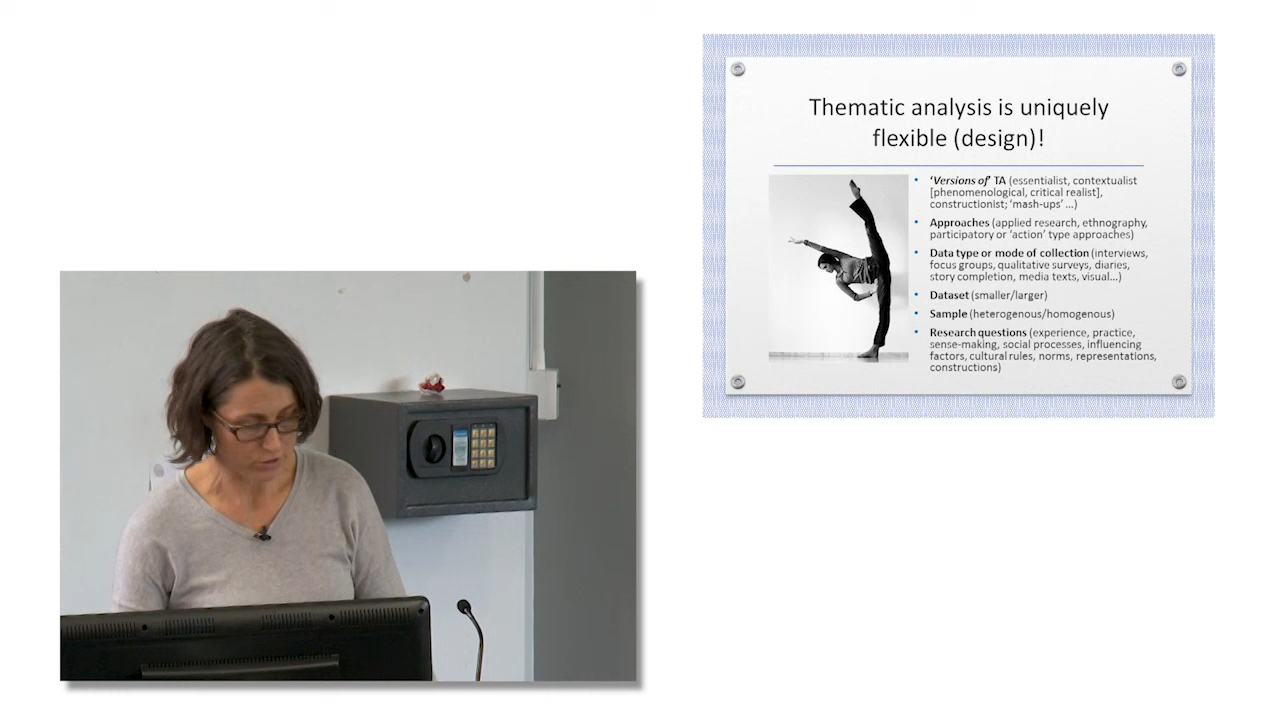 Thematic analysis is uniquely
flexible (design)!
• ‘Versions of’ TA (essentialist, contextualist
[phenomenological, critical realist],
constructionist; ‘mash-ups’ …)
• Approaches (applied research, ethnography,
participatory or ‘action’ type approaches)
• Data type or mode of collection (interviews,
focus groups, qualitative surveys, diaries,
story completion, media texts, visual…)
• Dataset (smaller/larger)
• Sample (heterogenous/homogenous)
• Research questions (experience, practice,
sense-making, social processes, influencing
factors, cultural rules, norms, representations,
constructions)